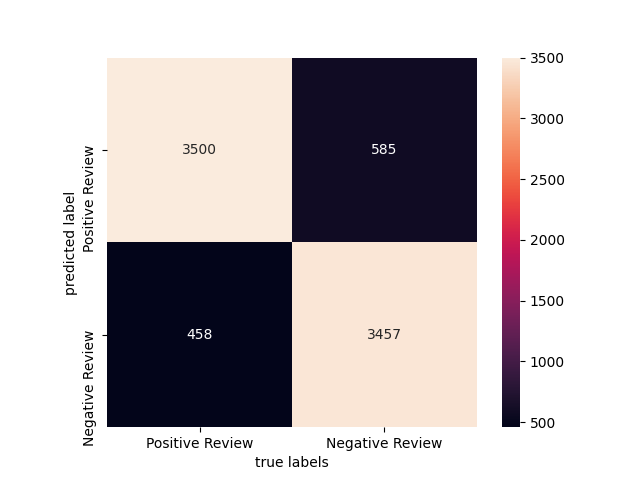 3500
585
458
3457
predicted label
Positive Review
Negative Review
Positive Review
Negative Review
true labels
3500
3000
2500
2000
1500
1000
500